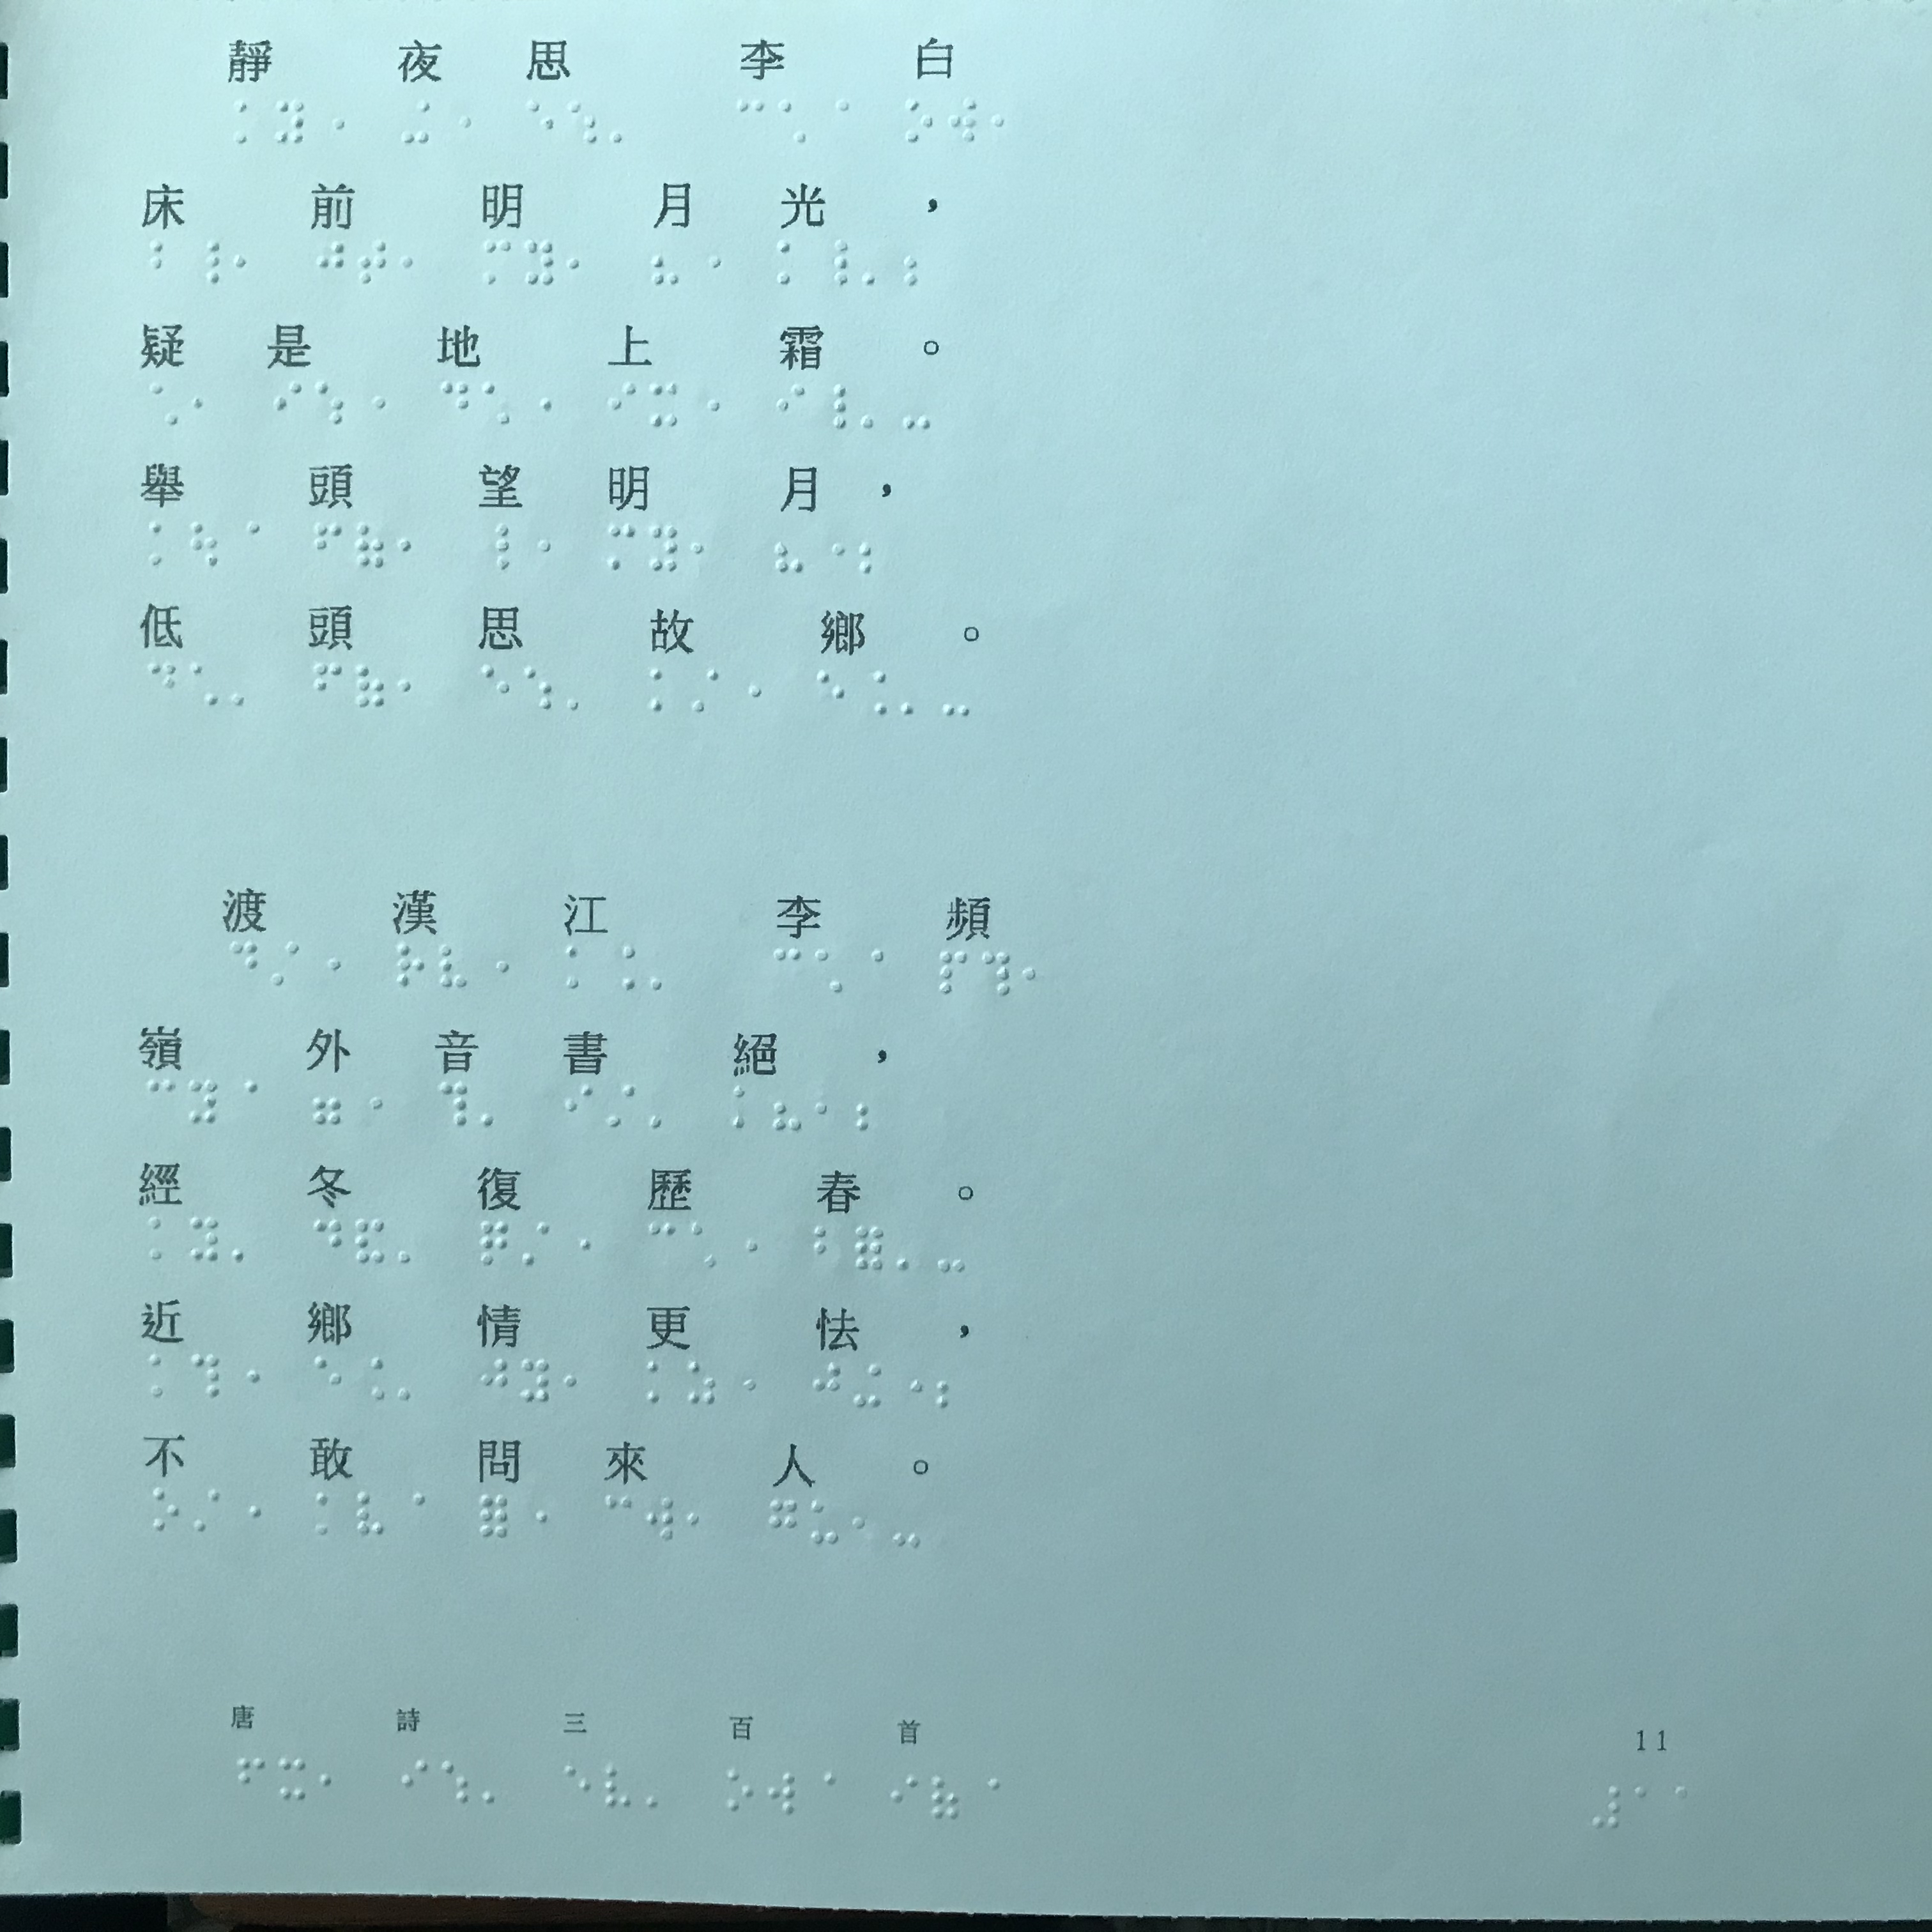 靜夜思 李白
床前明月光，
疑是地上霜。
舉頭望明月，
低頭思故鄉。
渡漢江 李頻
嶺外音書絕，
經冬復歷春。
近鄉情更怯，
不敢問來人。
唐詩三百首 11